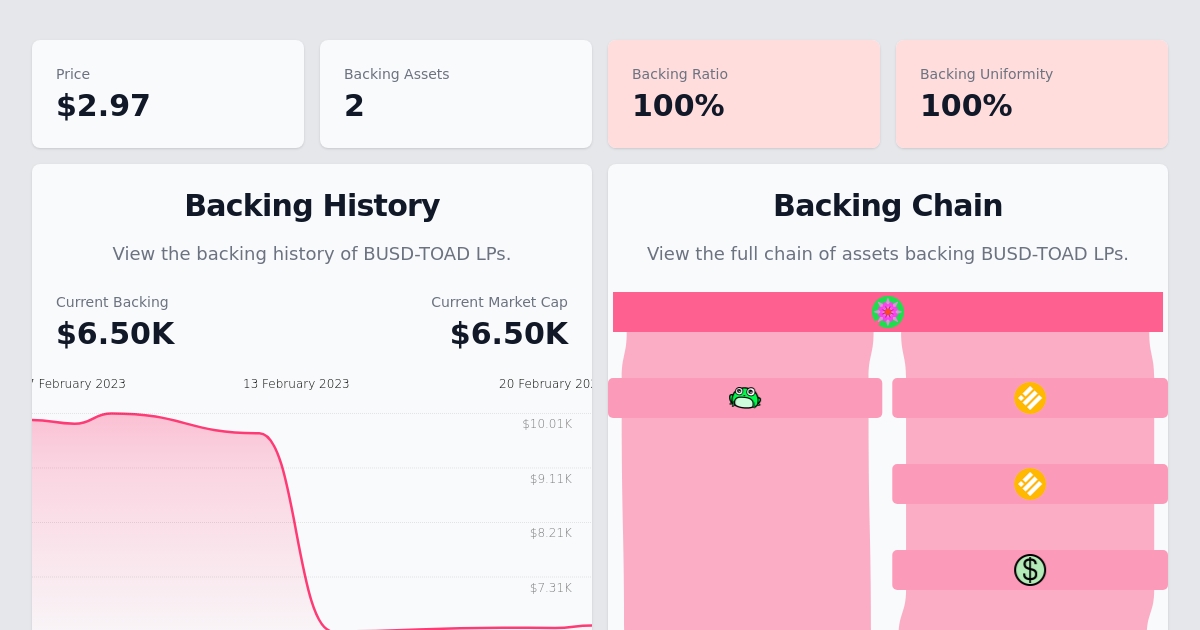 Price
$2.97
Backing Assets
2
Backing Ratio
100%
Backing Uniformity
100%
Backing History
View the backing history of BUSD-TOAD LPs.
Current Backing
$6.50K
Current Market Cap
$6.50K
February 2023
13 February 2023
20 February
$10.01K
$9.11K
$8.21K
$7.31K
Backing Chain
View the full chain of assets backing BUSD-TOAD LPs.
$